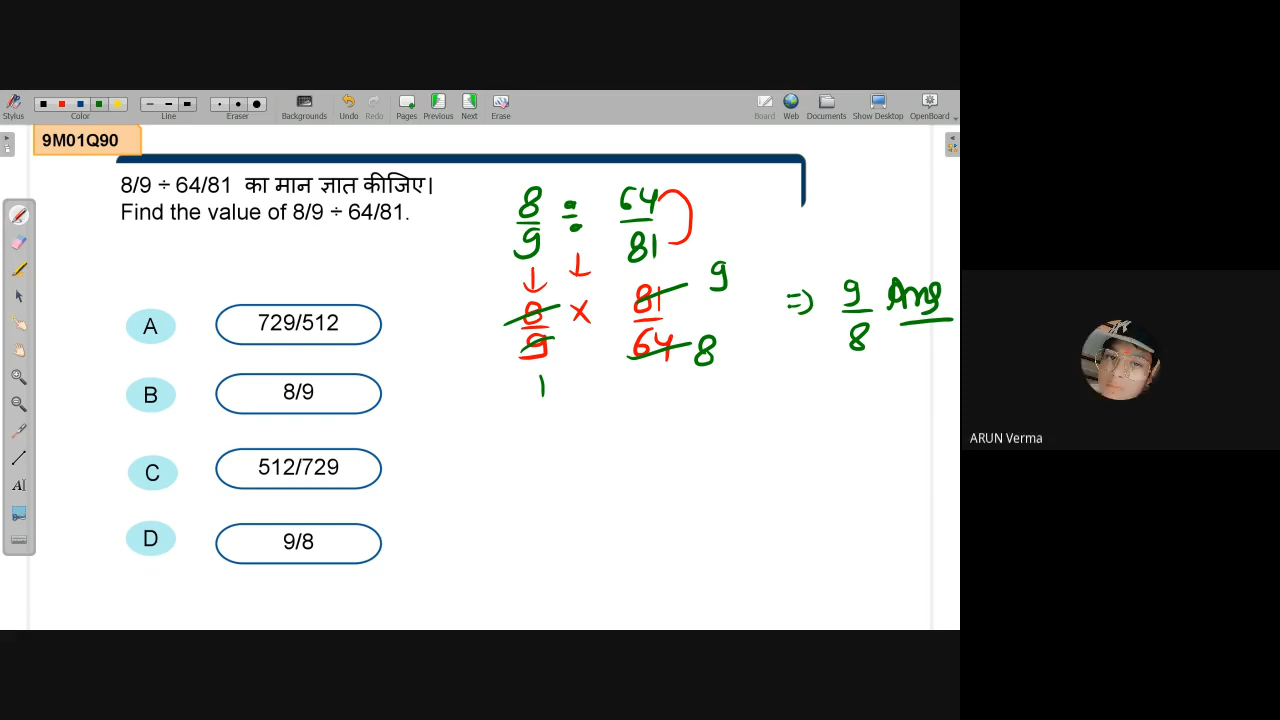 Stylus
Color
Line
Eraser
Backgrounds
Undo
Redo
Pages
Previous
Next
Erase
Board
Web
Documents
Show Desktop
OpenBoard
9M01Q90
8/9 ÷ 64/81 का मान ज्ञात कीजिए।
Find the value of 8/9 ÷ 64/81.
A 729/512
B 8/9
C 512/729
D 9/8
8/9 ÷ 64/81
8/9 × 81/64
9
8
1
⇒ 9/8 Ans
ARUN Verma